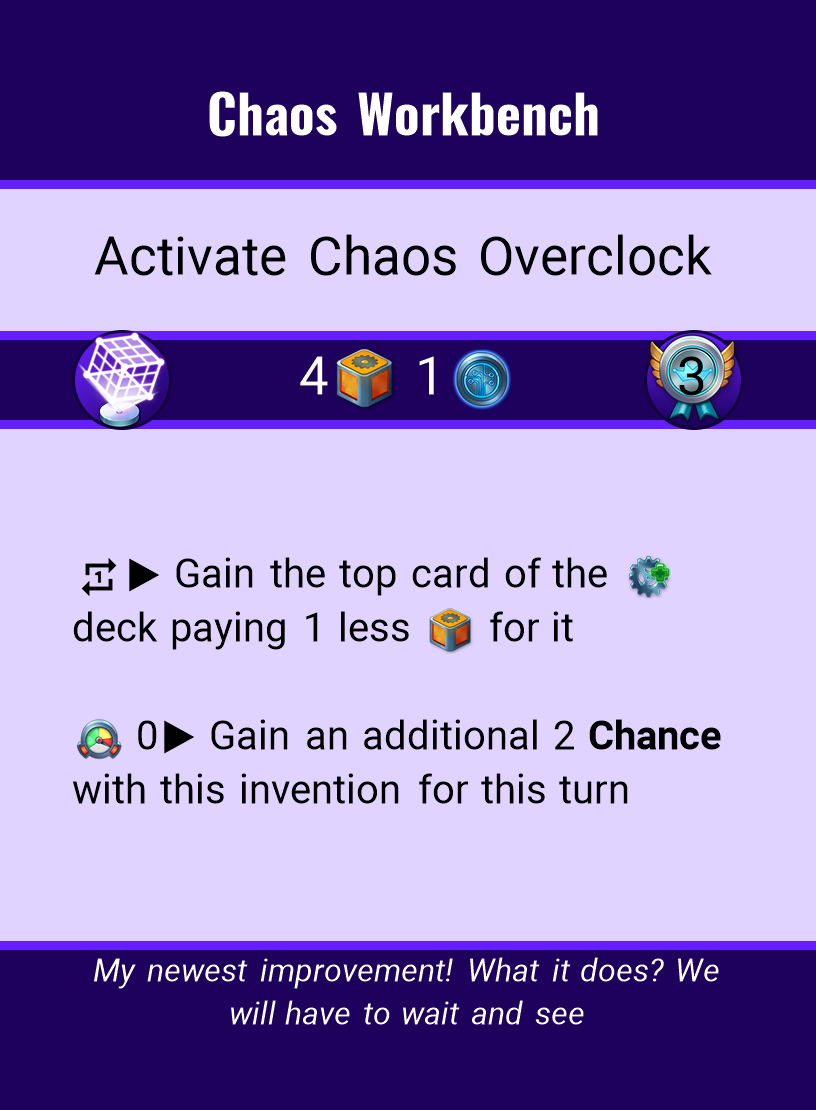 Chaos Workbench
Activate Chaos Overclock
4 1 3
1 ▶ Gain the top card of the
deck paying 1 less for it
0▶ Gain an additional 2 Chance
with this invention for this turn
My newest improvement! What it does? We
will have to wait and see